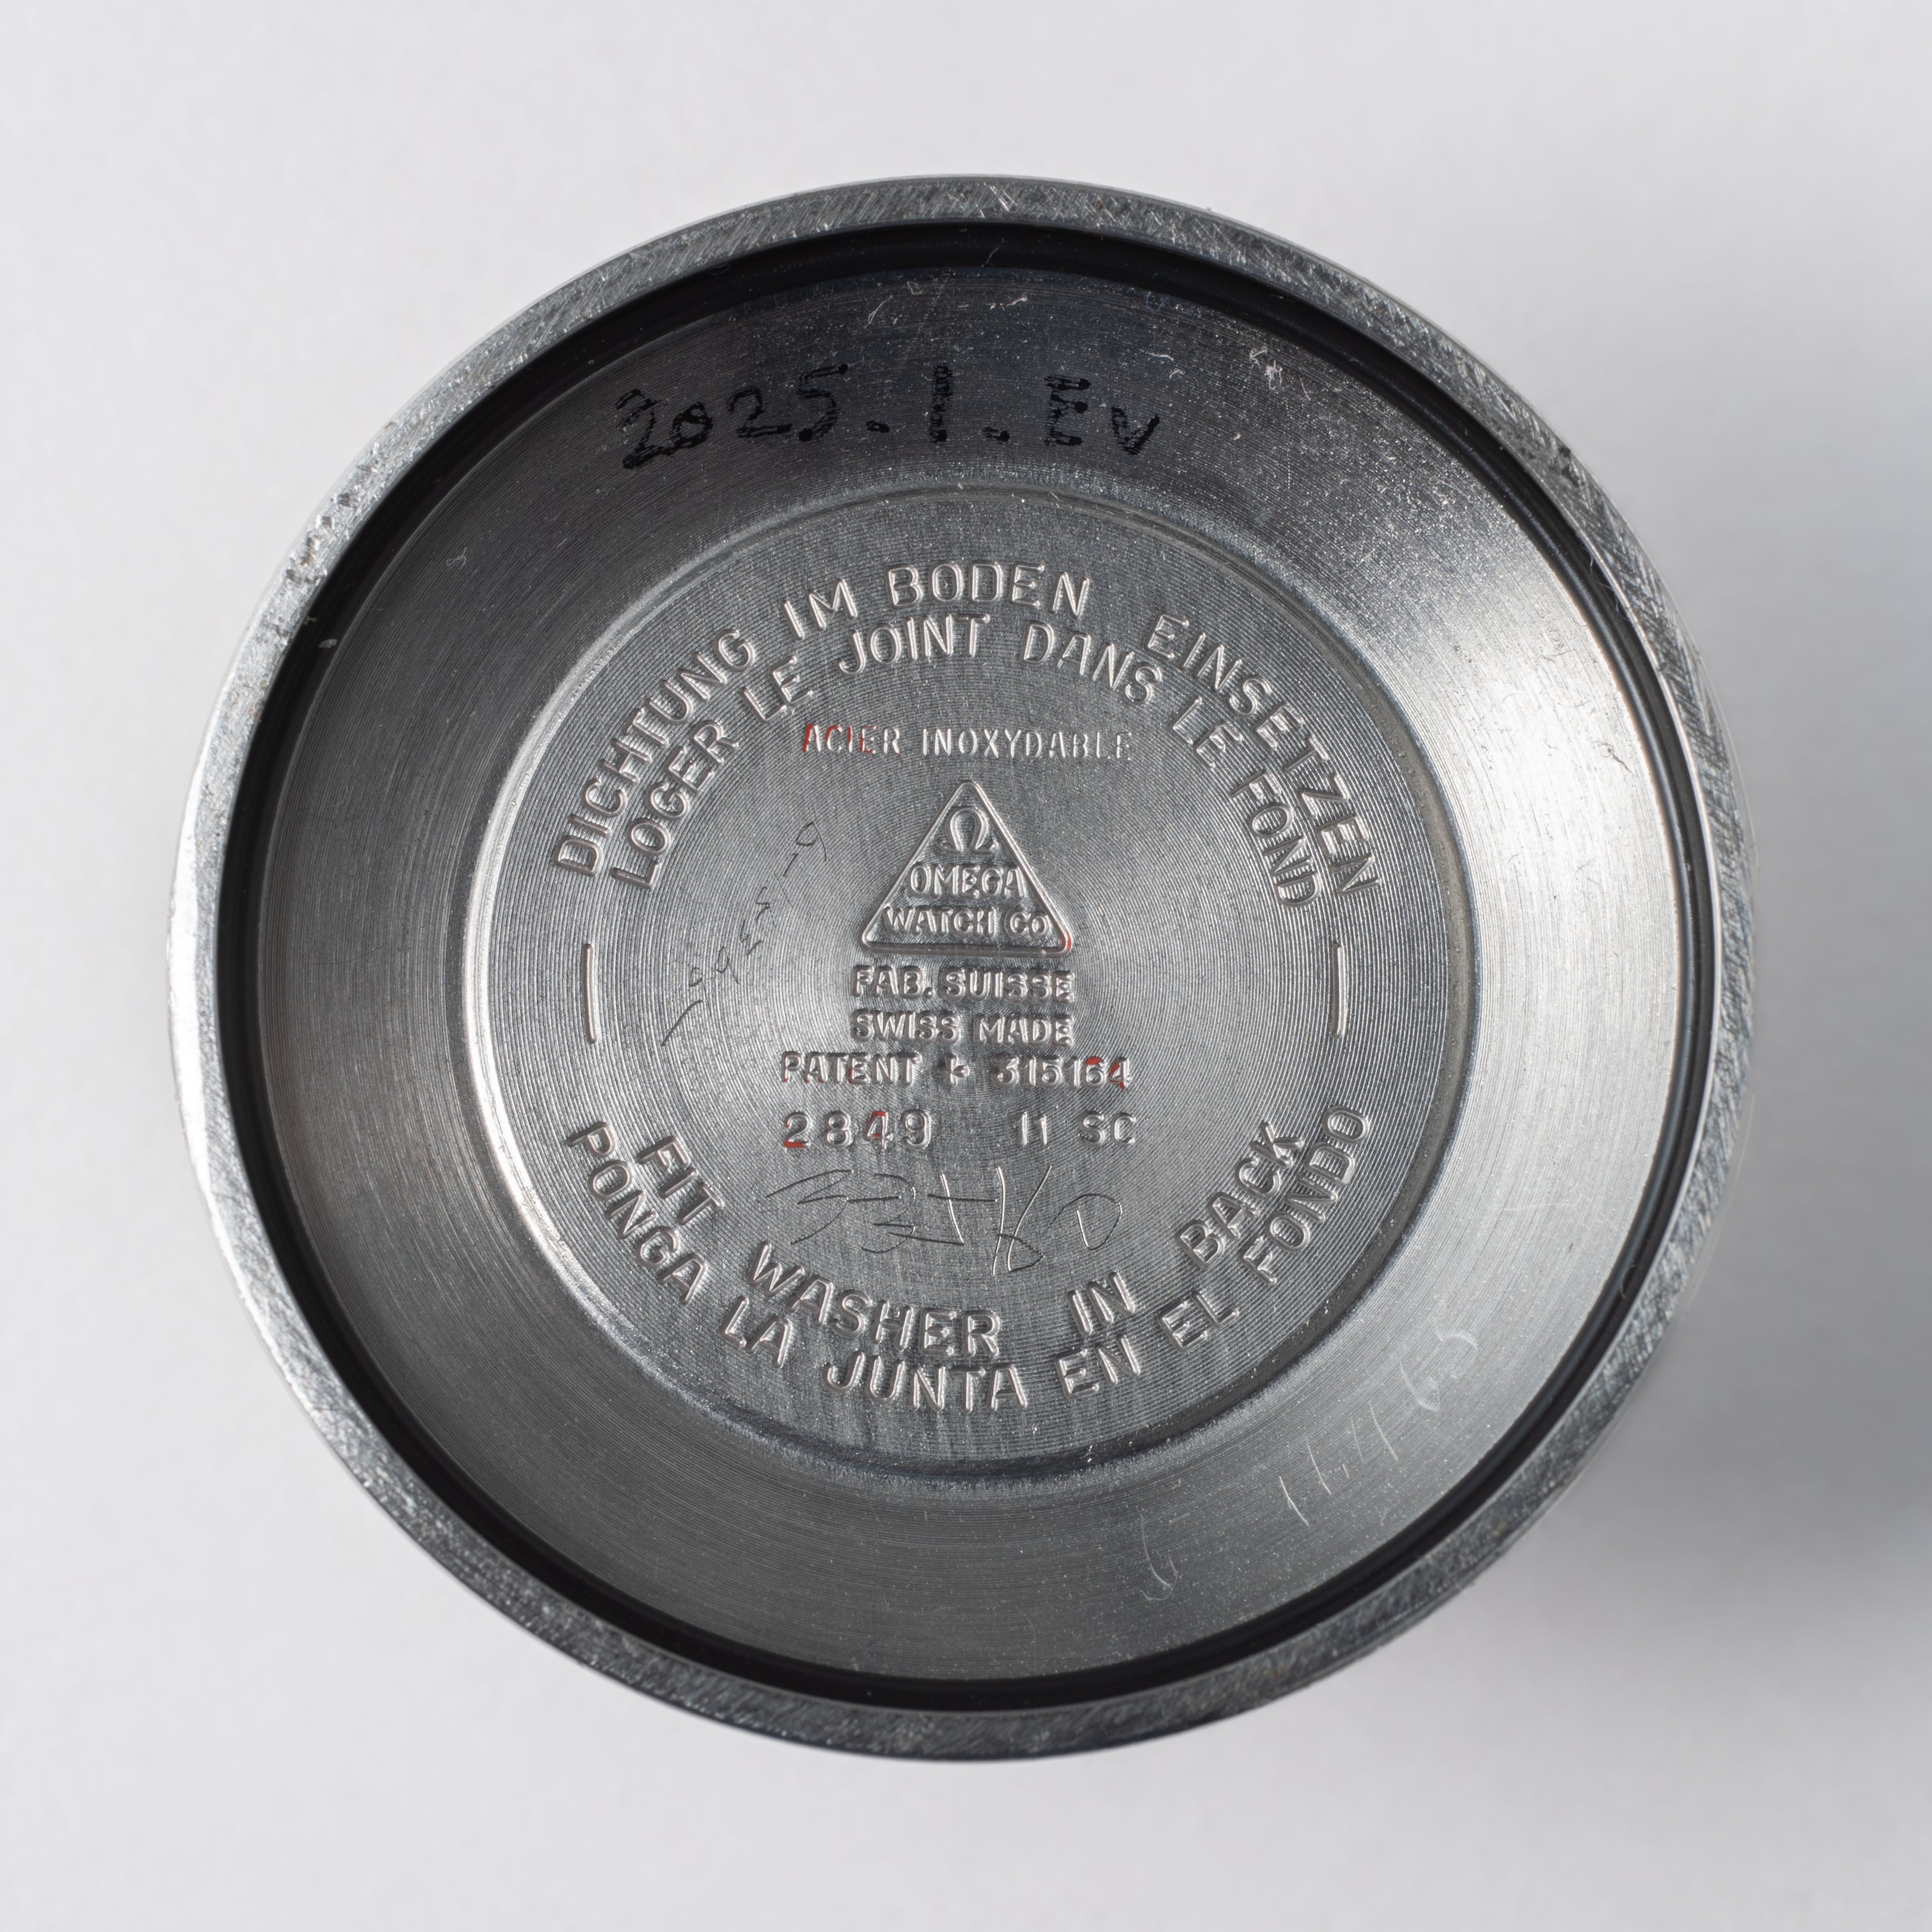 2025.1.Ev
DICHTUNG IM BODEN EINSETZEN
LOGER LE JOINT DANS LE FOND
ACIER INOXYDABLE
Ω
OMEGA
WATCH CO
FAB. SUISSE
SWISS MADE
PATENT + 315164
2849 11 SC
FIT WASHER IN BACK
PONGA LA JUNTA EN EL FONDO